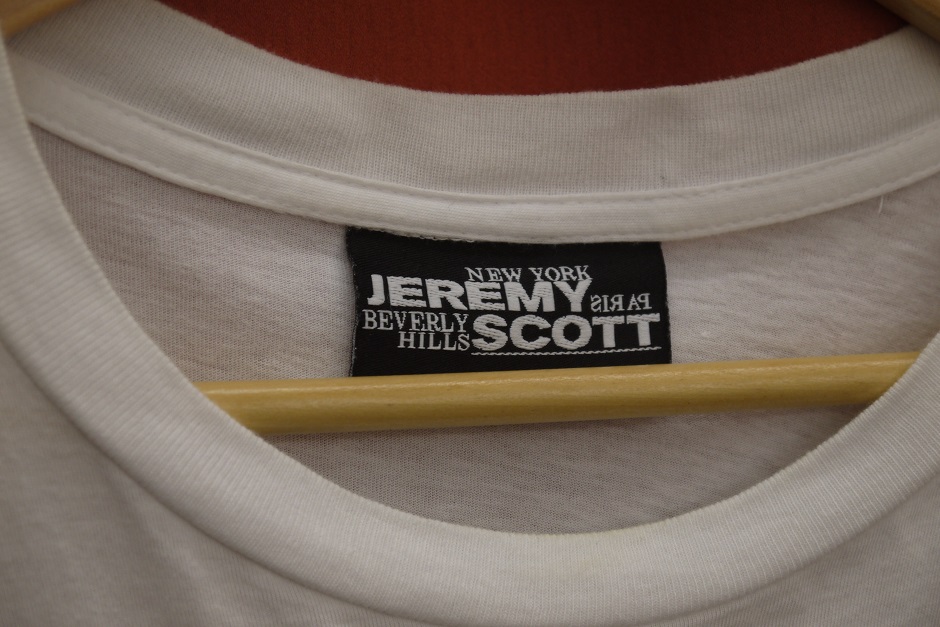 NEW YORK
JEREMY
PARIS
BEVERLY
HILLS
SCOTT